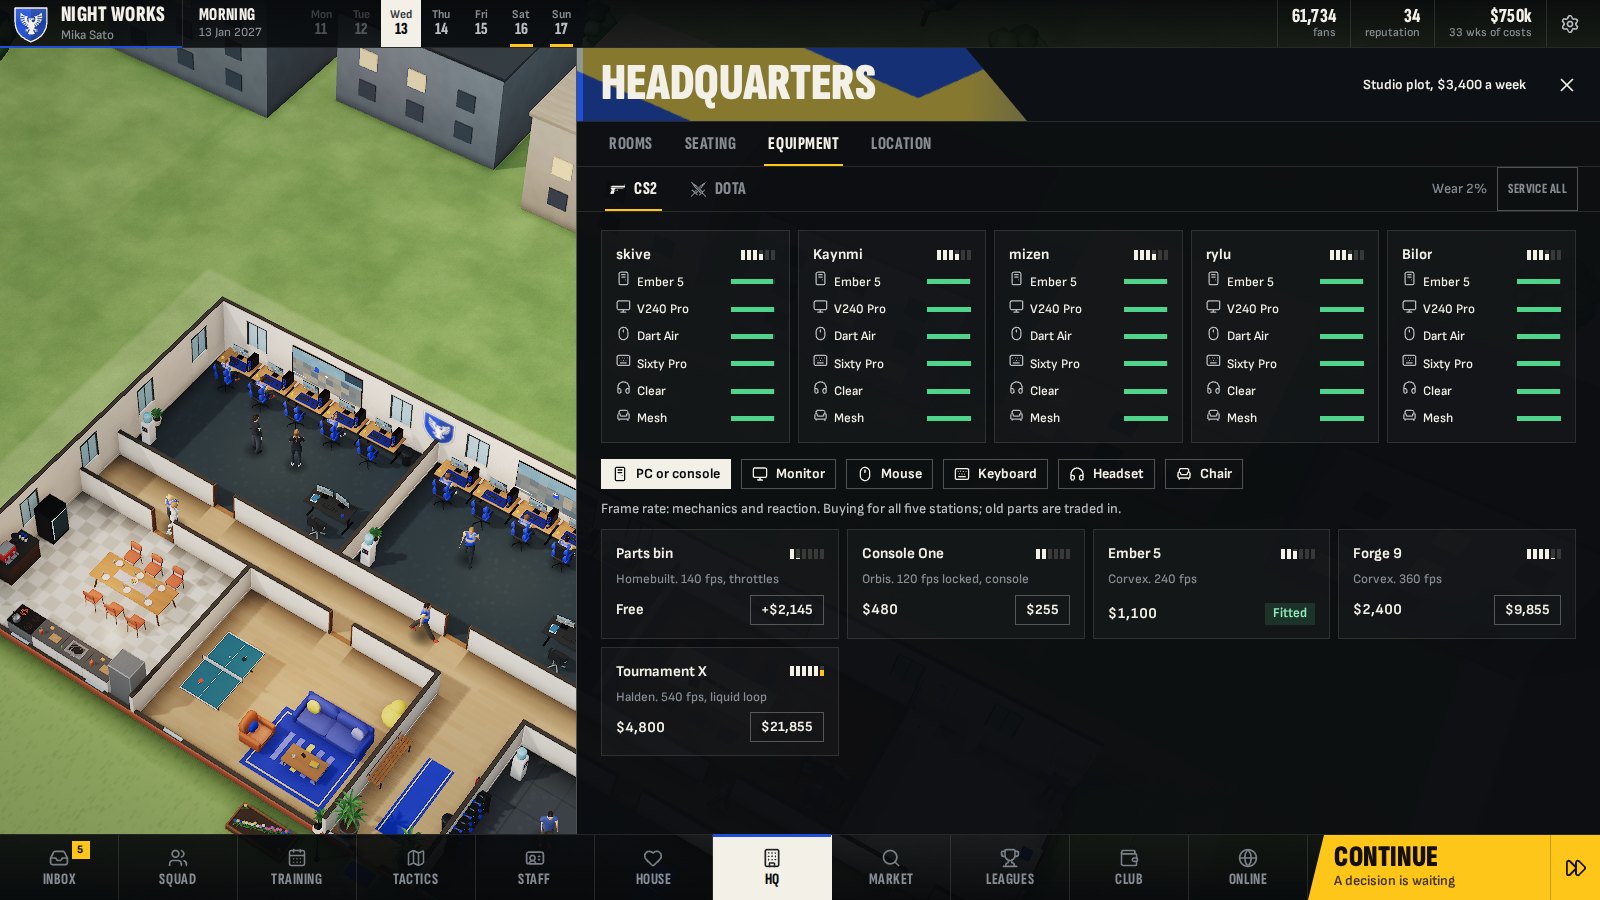 NIGHT WORKS
Mika Sato
MORNING
13 Jan 2027
Mon 11
Tue 12
Wed 13
Thu 14
Fri 15
Sat 16
Sun 17
61,734
fans
34
reputation
$750k
33 wks of costs
HEADQUARTERS
Studio plot, $3,400 a week
ROOMS SEATING EQUIPMENT LOCATION
CS2 DOTA
Wear 2%
SERVICE ALL
skive
Ember 5
V240 Pro
Dart Air
Sixty Pro
Clear
Mesh
Kaynmi
Ember 5
V240 Pro
Dart Air
Sixty Pro
Clear
Mesh
mizen
Ember 5
V240 Pro
Dart Air
Sixty Pro
Clear
Mesh
rylu
Ember 5
V240 Pro
Dart Air
Sixty Pro
Clear
Mesh
Bilor
Ember 5
V240 Pro
Dart Air
Sixty Pro
Clear
Mesh
PC or console Monitor Mouse Keyboard Headset Chair
Frame rate: mechanics and reaction. Buying for all five stations; old parts are traded in.
Parts bin
Homebuilt. 140 fps, throttles
Free +$2,145
Console One
Orbis. 120 fps locked, console
$480 $255
Ember 5
Corvex. 240 fps
$1,100 Fitted
Forge 9
Corvex. 360 fps
$2,400 $9,855
Tournament X
Halden. 540 fps, liquid loop
$4,800 $21,855
INBOX 5
SQUAD
TRAINING
TACTICS
STAFF
HOUSE
HQ
MARKET
LEAGUES
CLUB
ONLINE
CONTINUE
A decision is waiting